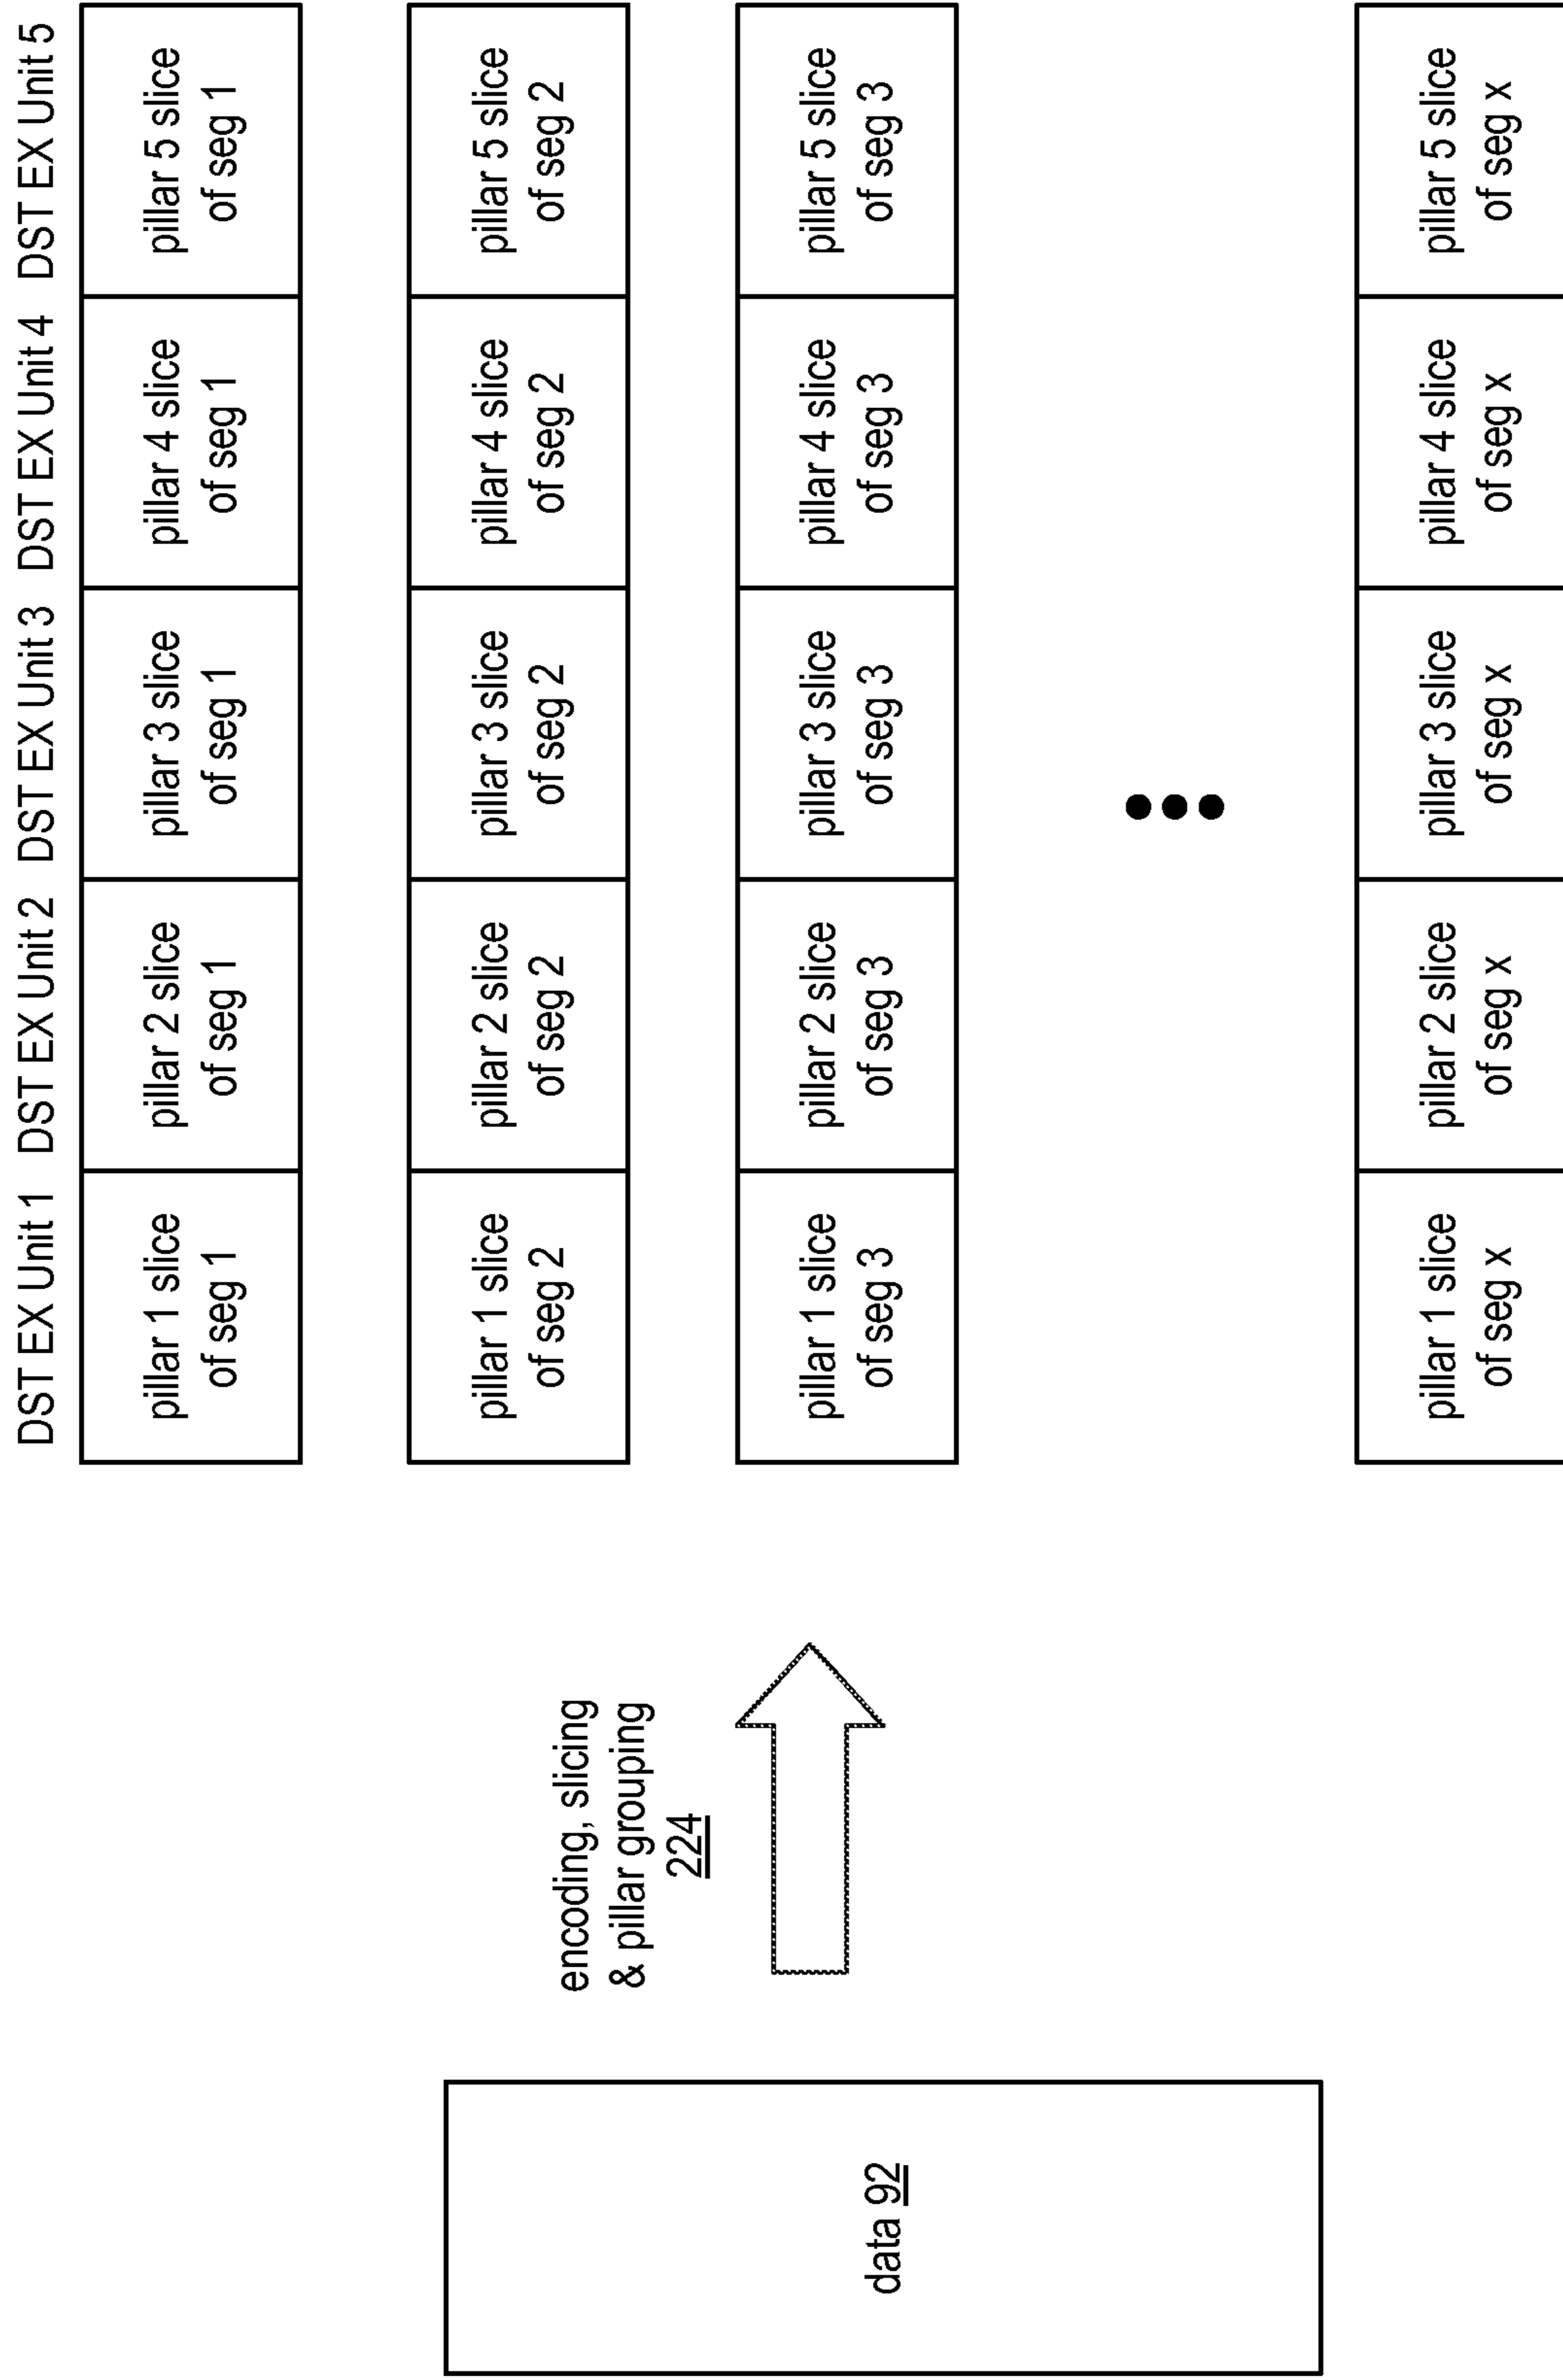 data 92
encoding, slicing
& pillar grouping
224
DST EX Unit 1 DST EX Unit 2 DST EX Unit 3 DST EX Unit 4 DST EX Unit 5
pillar 1 slice
of seg 1
pillar 2 slice
of seg 1
pillar 3 slice
of seg 1
pillar 4 slice
of seg 1
pillar 5 slice
of seg 1
pillar 1 slice
of seg 2
pillar 2 slice
of seg 2
pillar 3 slice
of seg 2
pillar 4 slice
of seg 2
pillar 5 slice
of seg 2
pillar 1 slice
of seg 3
pillar 2 slice
of seg 3
pillar 3 slice
of seg 3
pillar 4 slice
of seg 3
pillar 5 slice
of seg 3
pillar 1 slice
of seg x
pillar 2 slice
of seg x
pillar 3 slice
of seg x
pillar 4 slice
of seg x
pillar 5 slice
of seg x